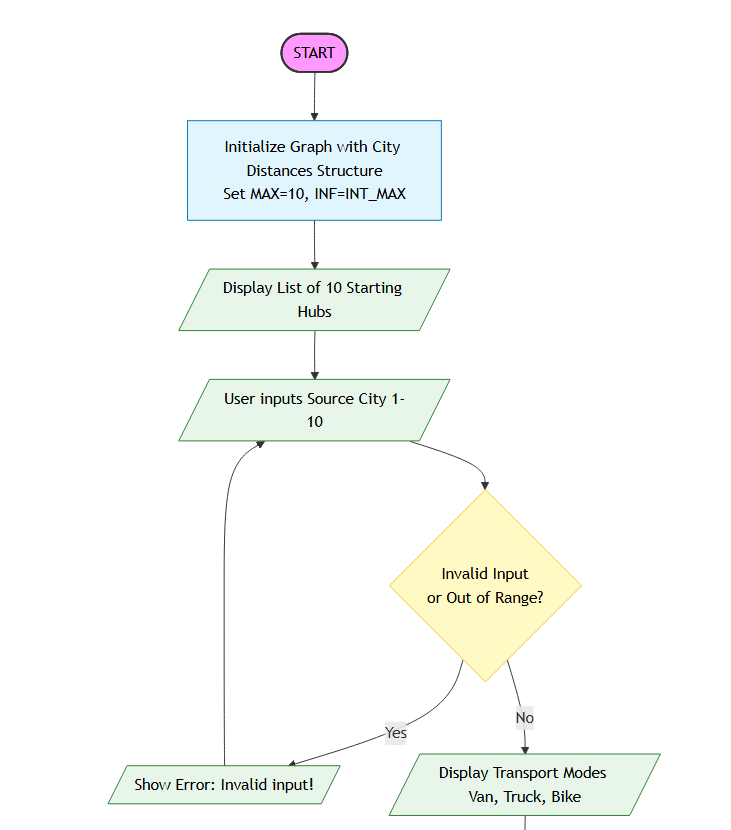 START
Initialize Graph with City
Distances Structure
Set MAX=10, INF=INT_MAX
Display List of 10 Starting
Hubs
User inputs Source City 1-
10
Invalid Input
or Out of Range?
Yes
No
Show Error: Invalid input!
Display Transport Modes
Van, Truck, Bike